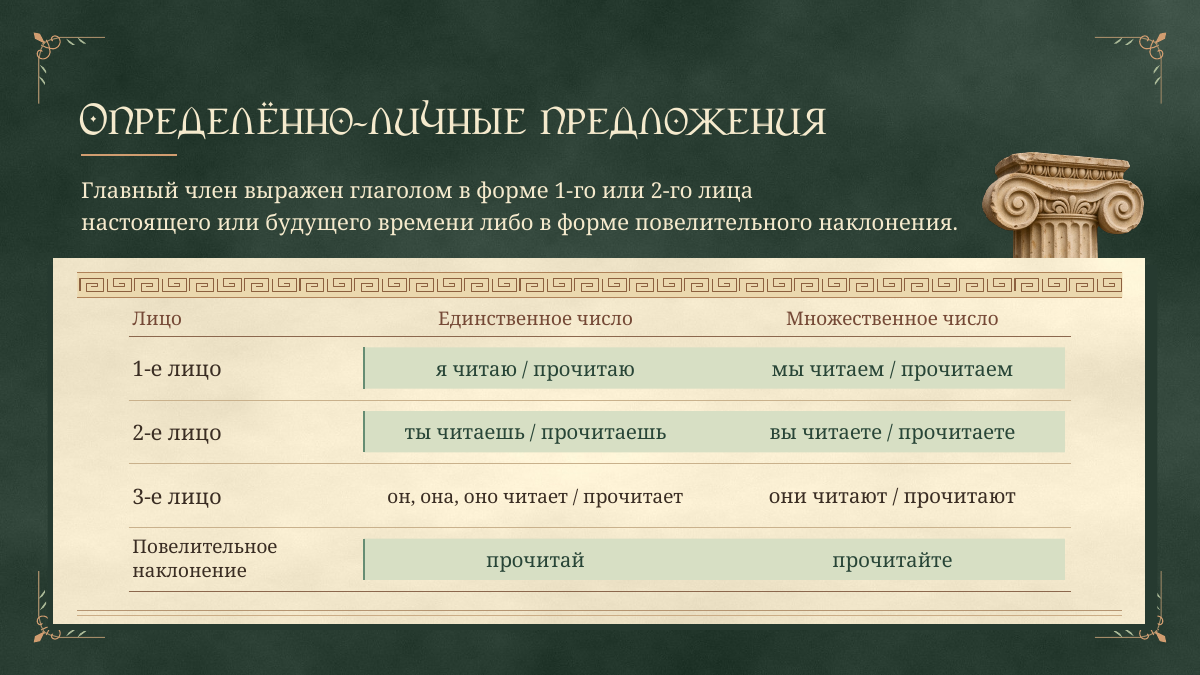 Определённо-личные предложения
Главный член выражен глаголом в форме 1-го или 2-го лица
настоящего или будущего времени либо в форме повелительного наклонения.
Лицо Единственное число Множественное число
1-е лицо я читаю / прочитаю мы читаем / прочитаем
2-е лицо ты читаешь / прочитаешь вы читаете / прочитаете
3-е лицо он, она, оно читает / прочитает они читают / прочитают
Повелительное
наклонение прочитай прочитайте